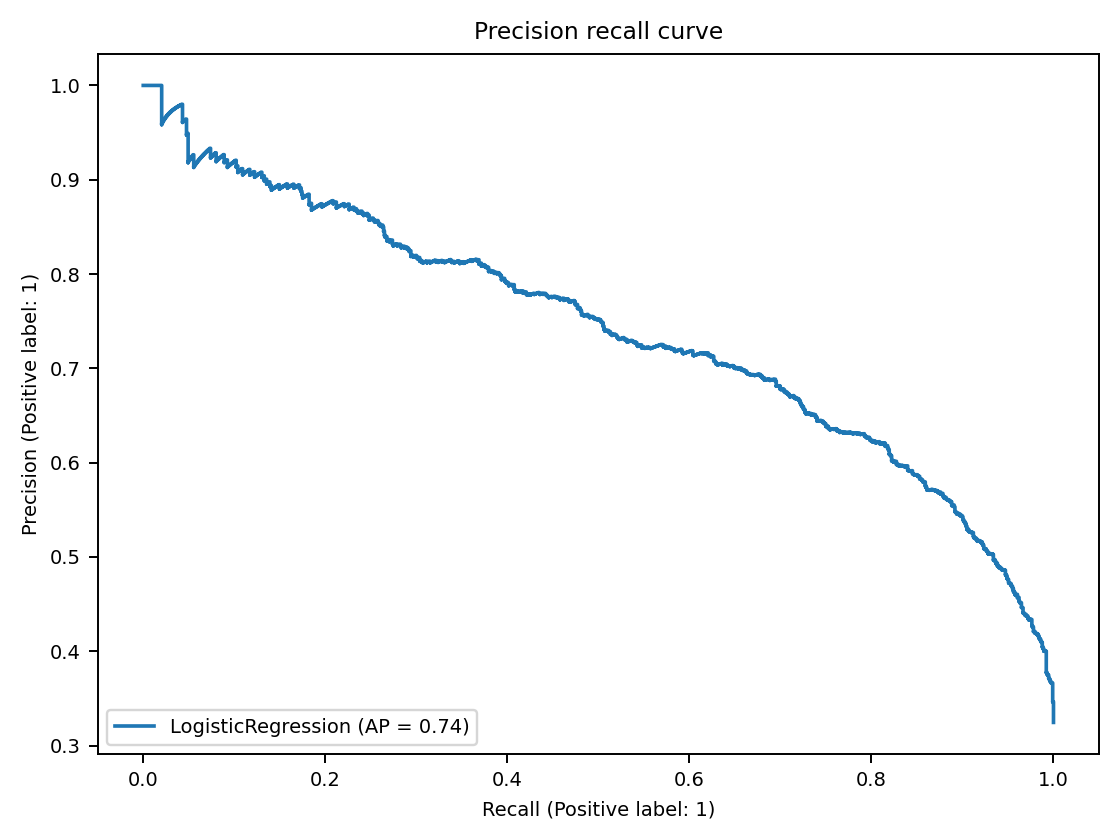 Precision recall curve
1.0
0.9
0.8
0.7
0.6
0.5
0.4
0.3
Precision (Positive label: 1)
LogisticRegression (AP = 0.74)
0.0 0.2 0.4 0.6 0.8 1.0
Recall (Positive label: 1)